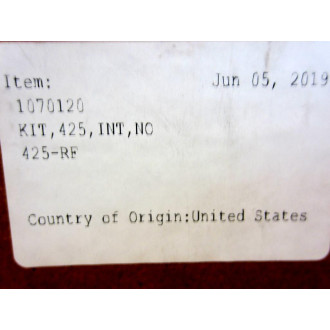 Item: Jun 05, 2019
1070120
KIT,425,INT,NO
425-RF
Country of Origin:United States